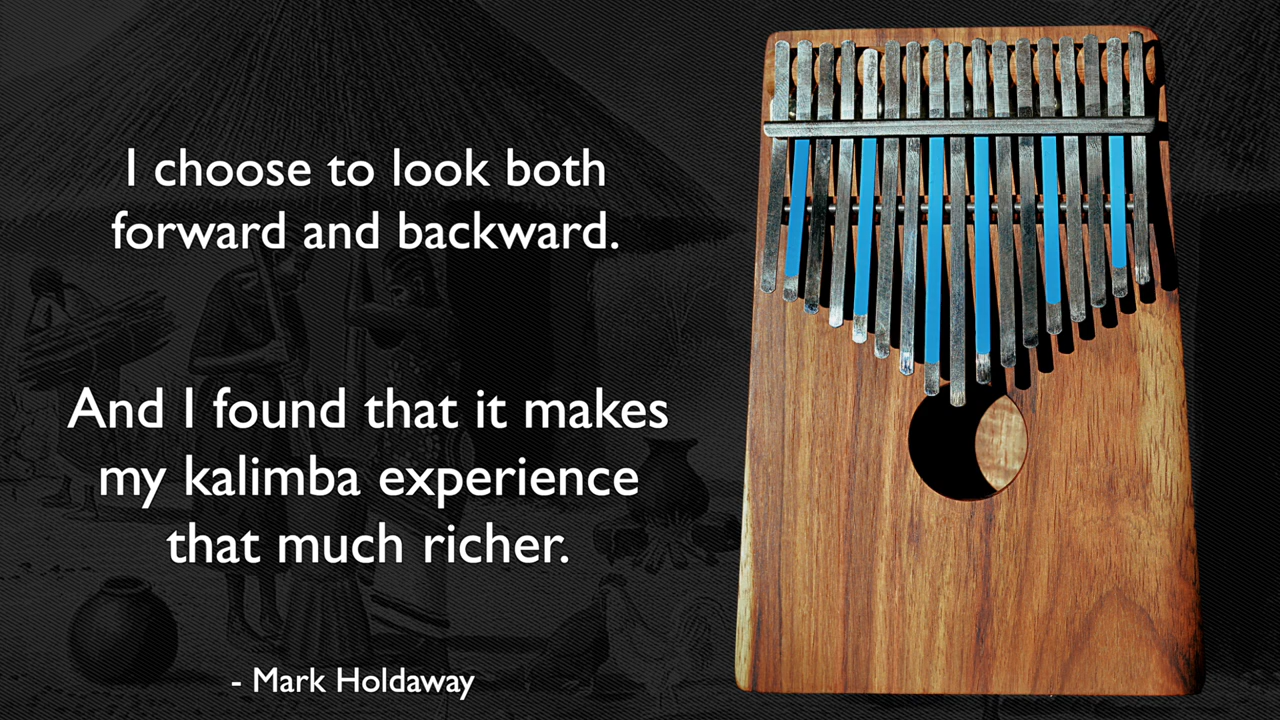 I choose to look both
forward and backward.
And I found that it makes
my kalimba experience
that much richer.
- Mark Holdaway